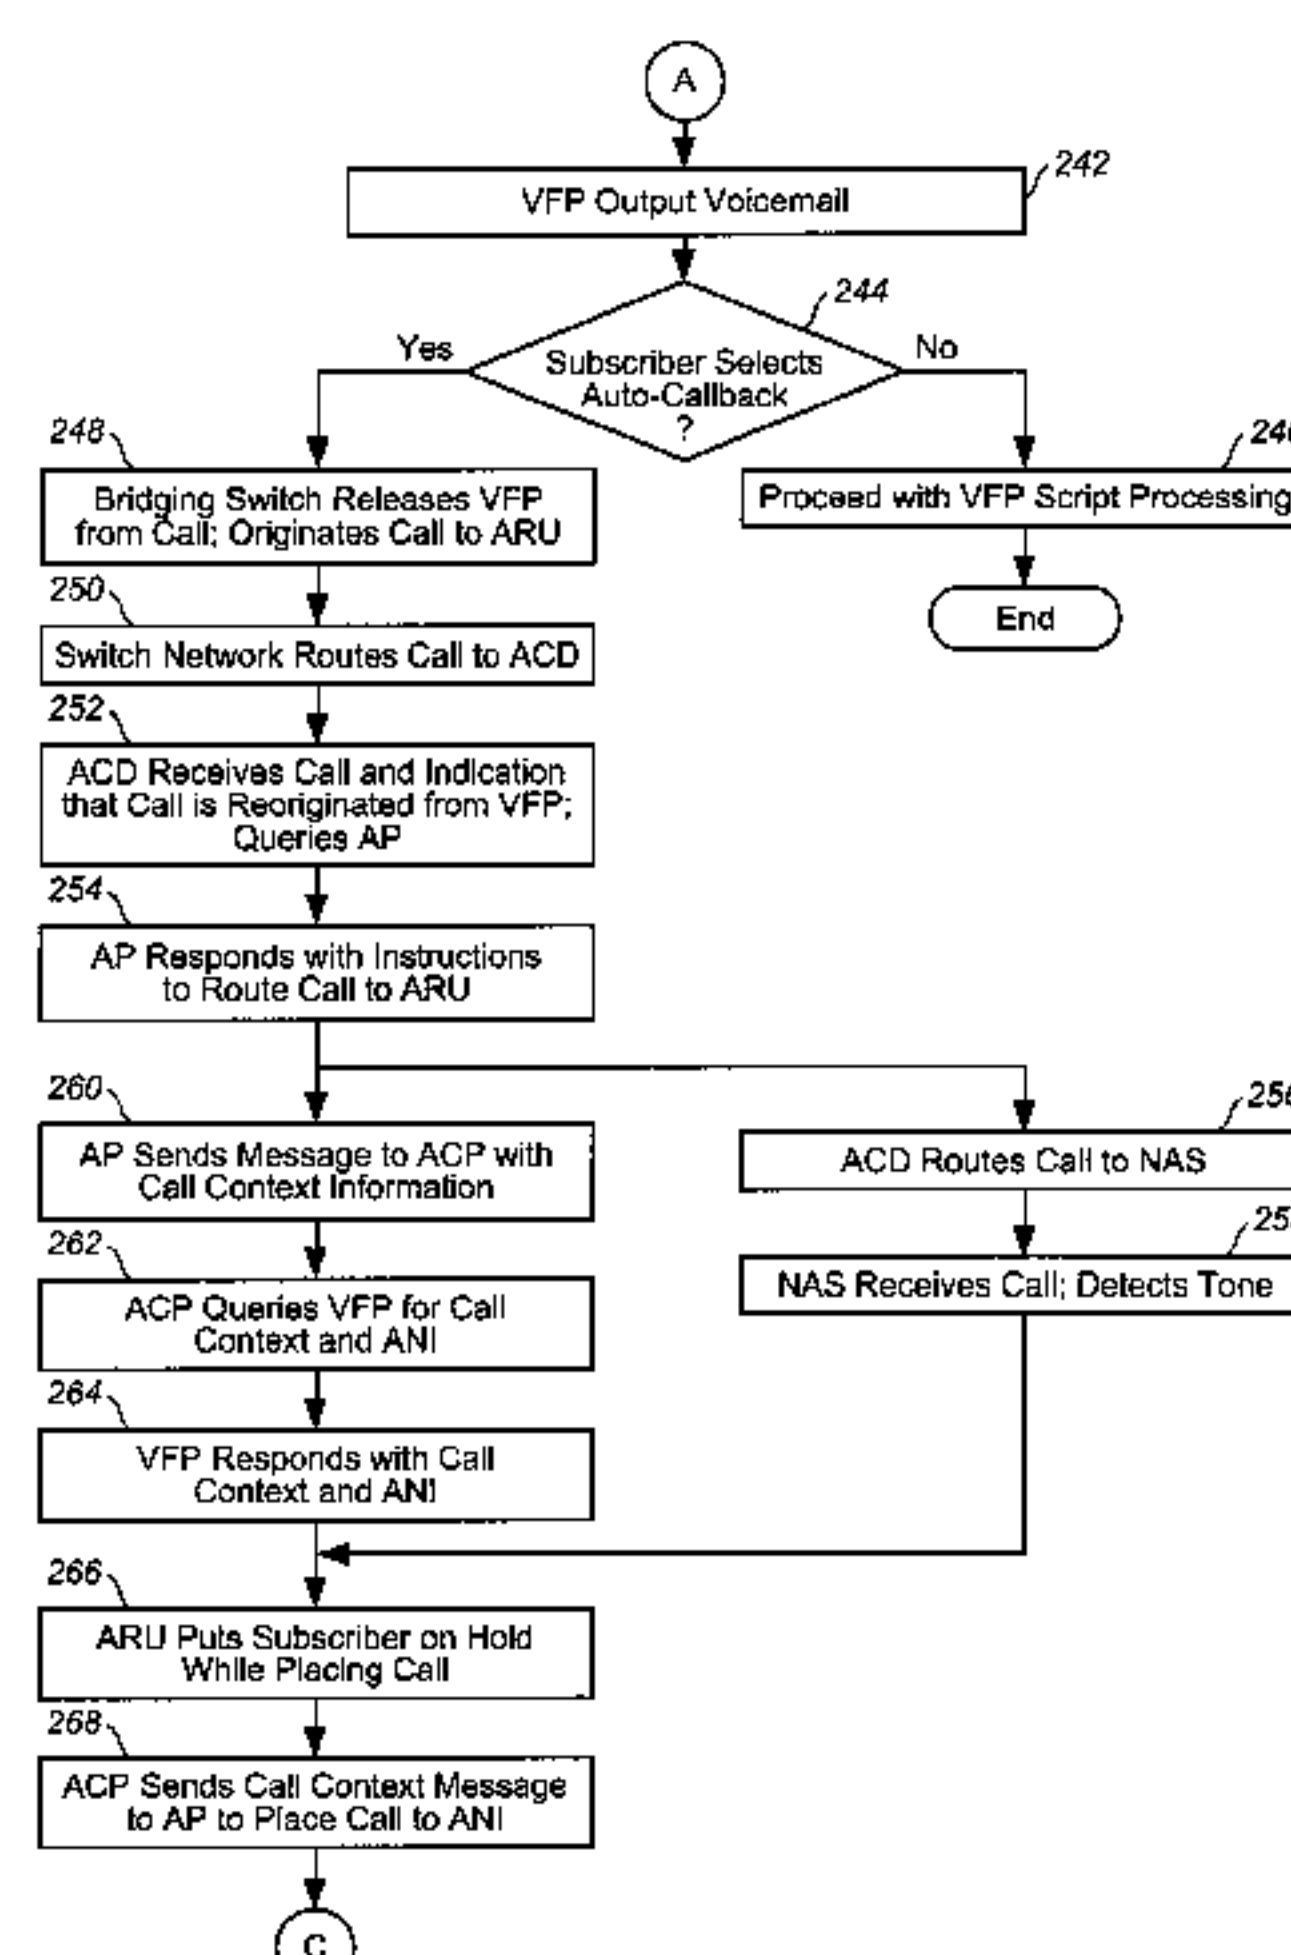 A
242
VFP Output Voicemail
244
Yes
No
Subscriber Selects
Auto-Callback
?
248
Bridging Switch Releases VFP
from Call; Originates Call to ARU
Proceed with VFP Script Processing
End
250
Switch Network Routes Call to ACD
252
ACD Receives Call and Indication
that Call is Reoriginated from VFP;
Queries AP
254
AP Responds with Instructions
to Route Call to ARU
260
AP Sends Message to ACP with
Call Context Information
ACD Routes Call to NAS
262
ACP Queries VFP for Call
Context and ANI
NAS Receives Call; Detects Tone
264
VFP Responds with Call
Context and ANI
266
ARU Puts Subscriber on Hold
While Placing Call
268
ACP Sends Call Context Message
to AP to Place Call to ANI
C